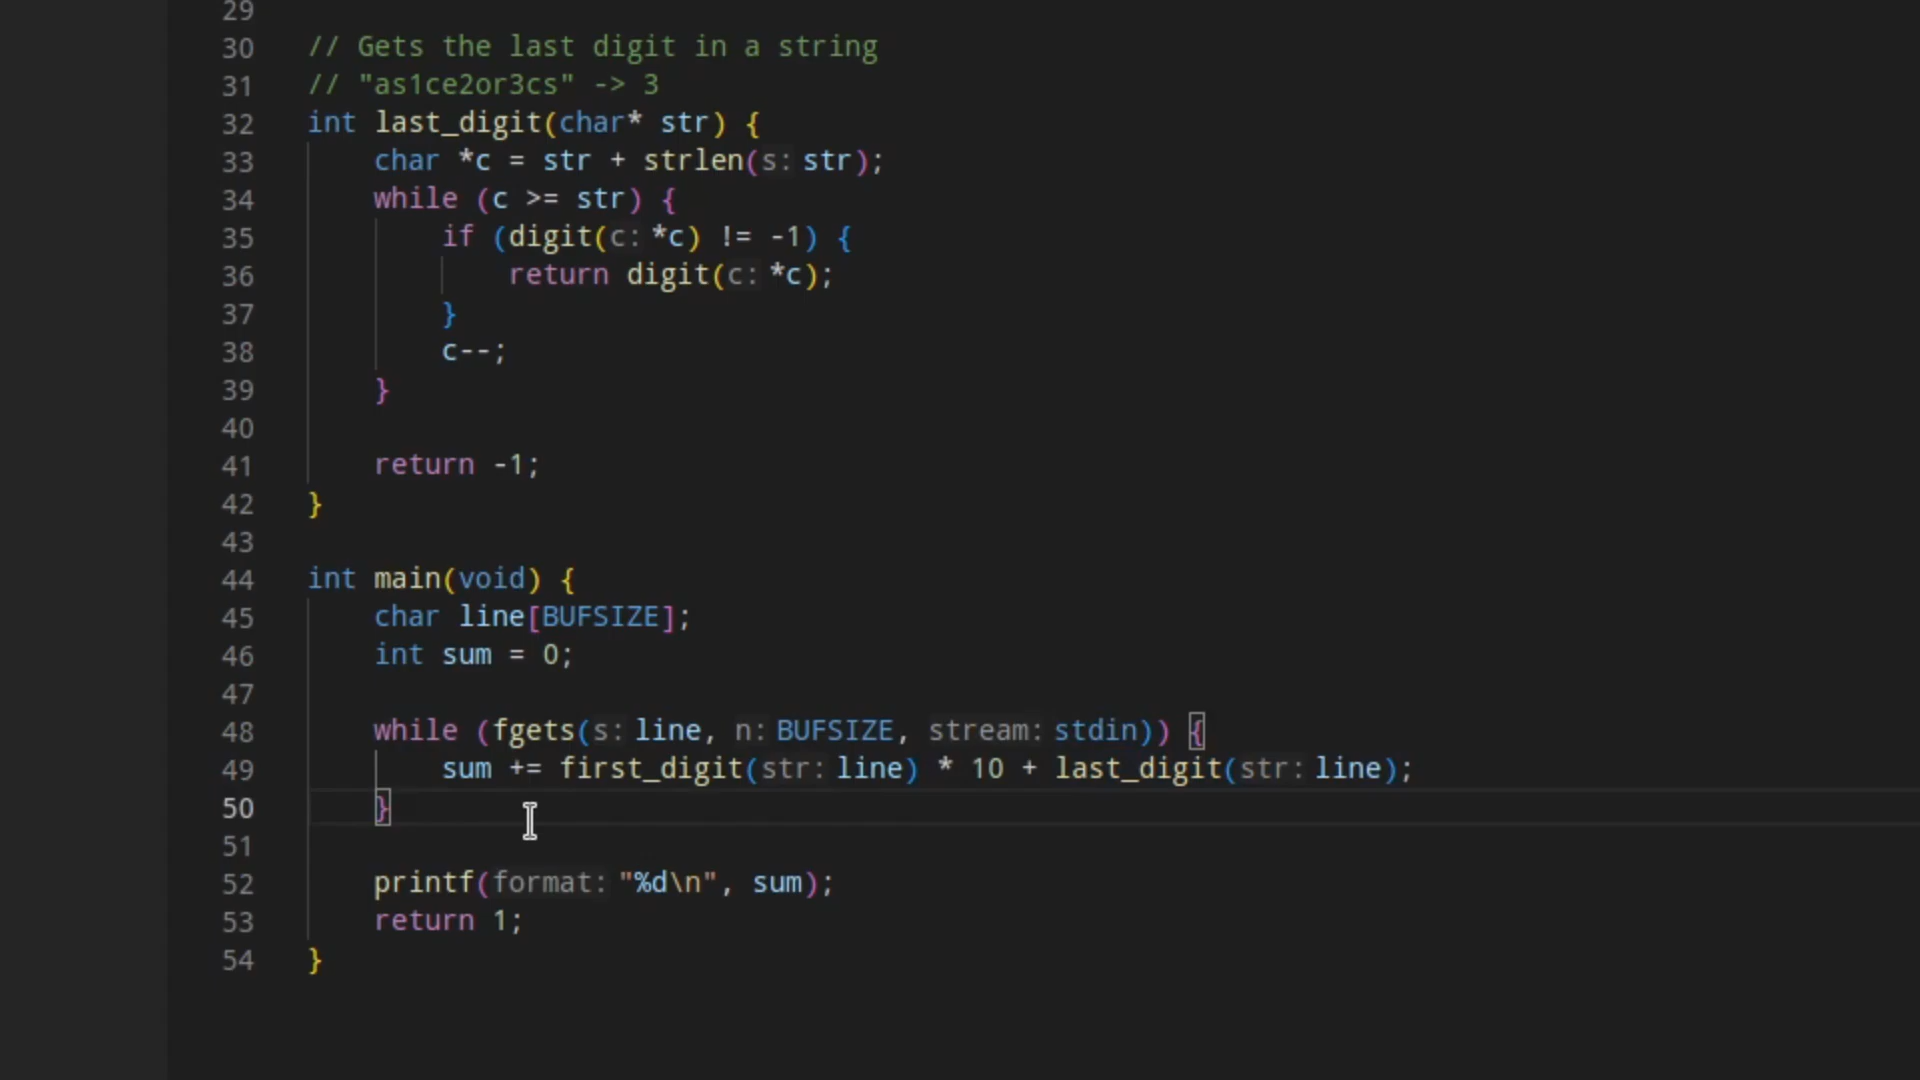 29
30 // Gets the last digit in a string
31 // "as1ce2or3cs" -> 3
32 int last_digit(char* str) {
33 char *c = str + strlen(s: str);
34 while (c >= str) {
35 if (digit(c: *c) != -1) {
36 return digit(c: *c);
37 }
38 c--;
39 }
40
41 return -1;
42 }
43
44 int main(void) {
45 char line[BUFSIZE];
46 int sum = 0;
47
48 while (fgets(s: line, n: BUFSIZE, stream: stdin)) {
49 sum += first_digit(str: line) * 10 + last_digit(str: line);
50 }
51
52 printf(format: "%d\n", sum);
53 return 1;
54 }